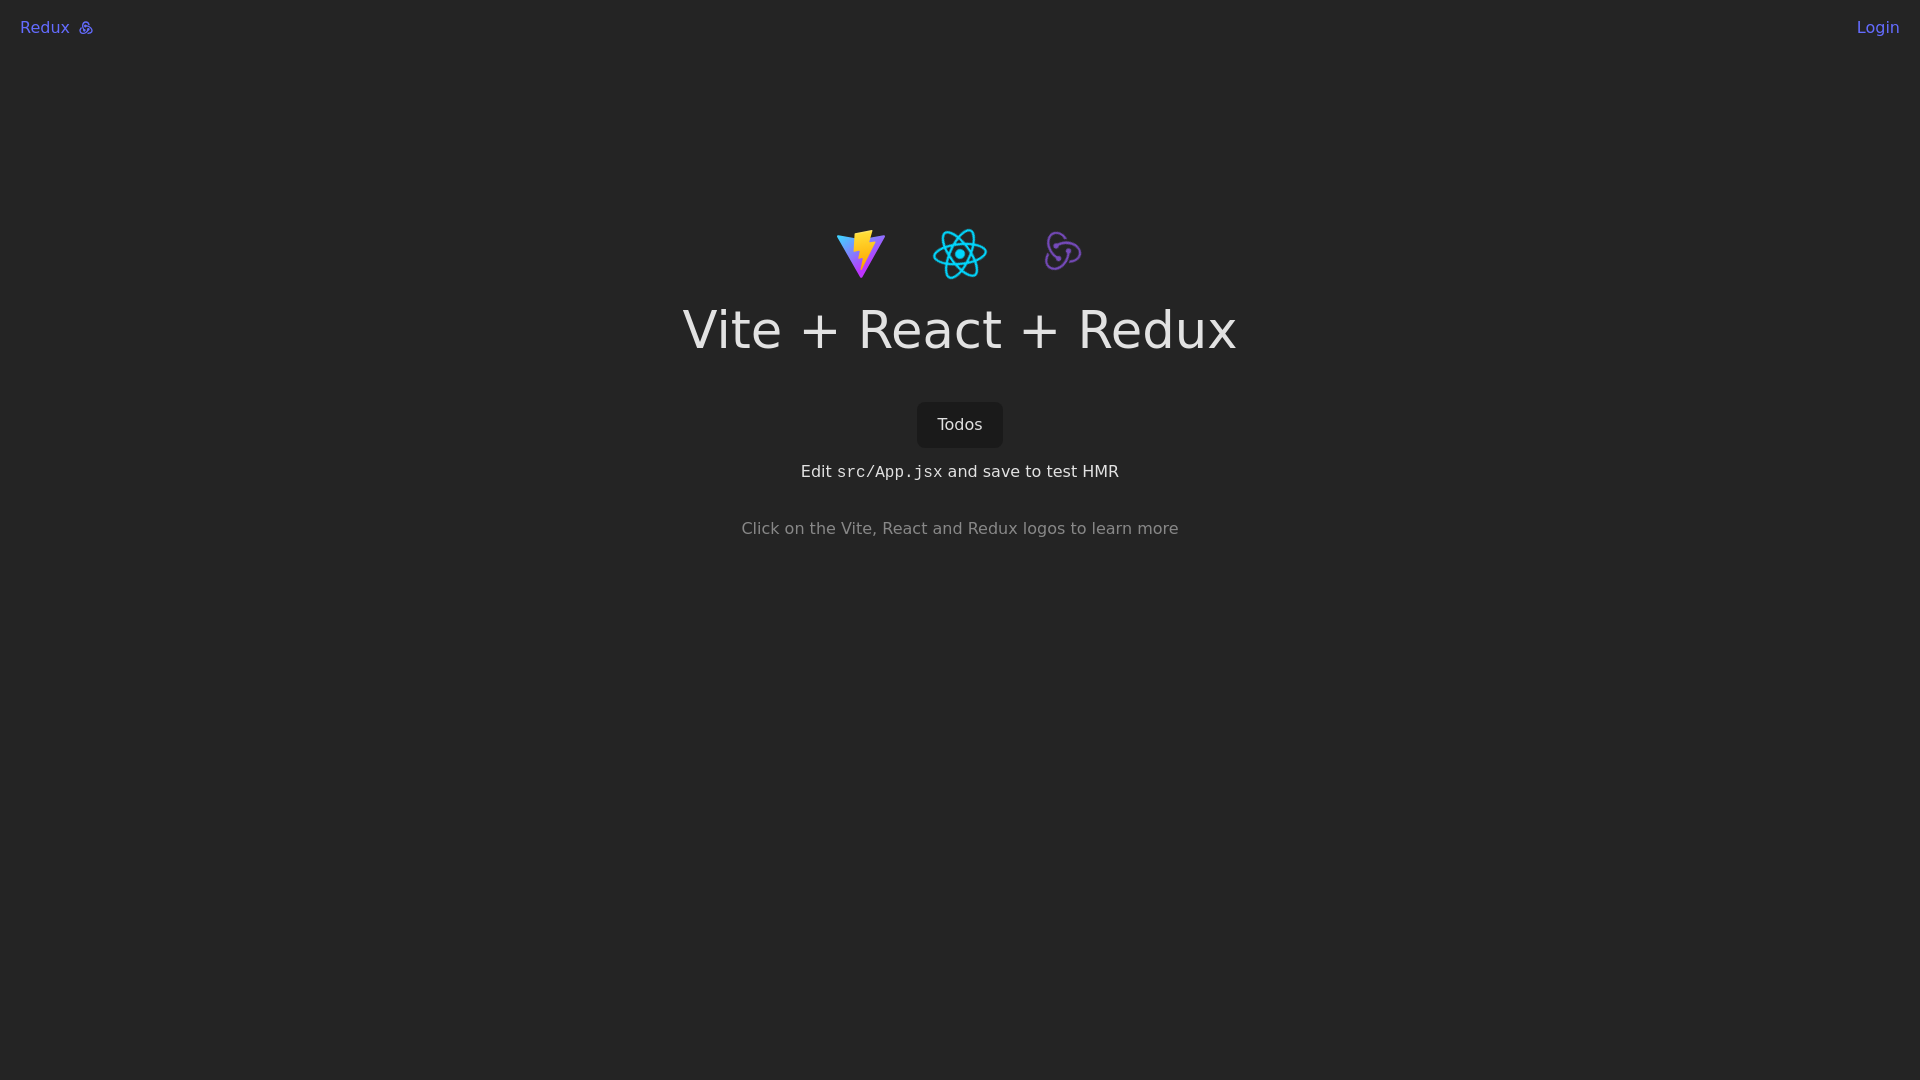 Redux
Login
Vite + React + Redux
Todos
Edit src/App.jsx and save to test HMR
Click on the Vite, React and Redux logos to learn more